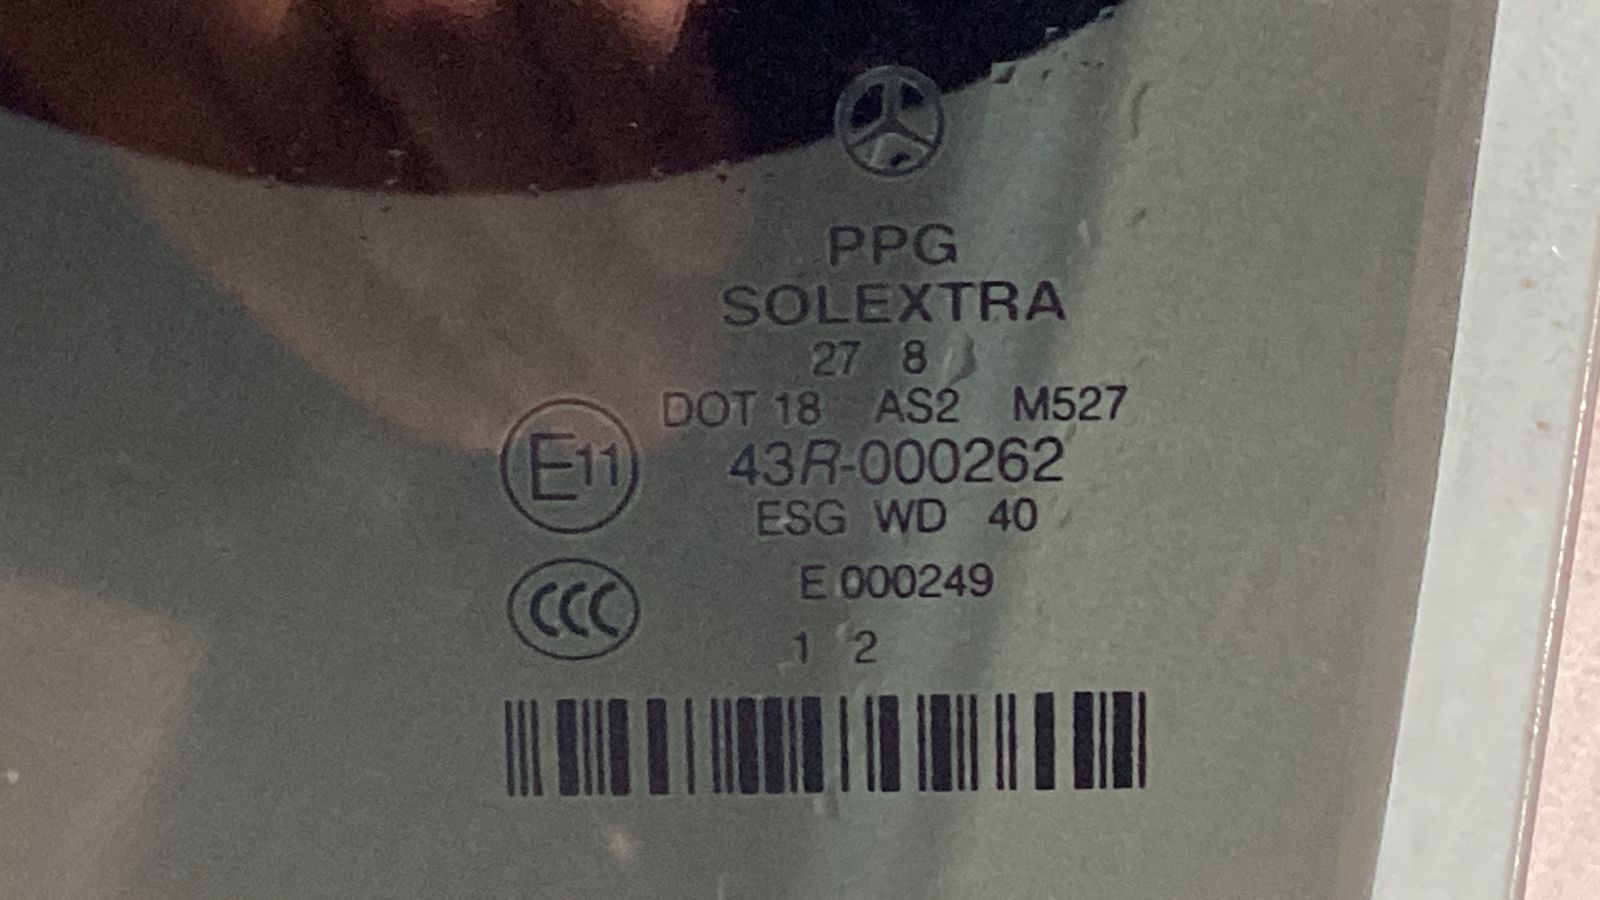 PPG
SOLEXTRA
27 8
DOT 18 AS2 M527
E11
43R-000262
ESG WD 40
CCC
E 000249
1 2